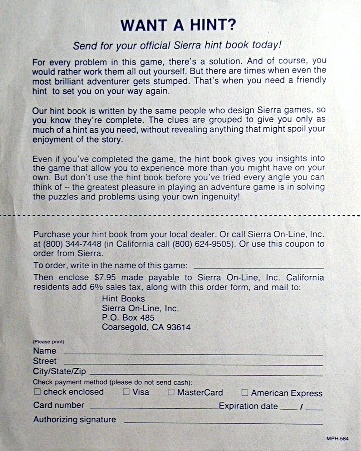 WANT A HINT?
Send for your official Sierra hint book today!
For every problem in this game, there's a solution. And of course, you
would rather work them all out yourself. But there are times when even the
most brilliant adventurer gets stumped. That's when you need a friendly
hint to set you on your way again.
Our hint book is written by the same people who design Sierra games, so
you know they're complete. The clues are grouped to give you only as
much of a hint as you need, without revealing anything that might spoil your
enjoyment of the story.
Even if you've completed the game, the hint book gives you insights into
the game that allow you to experience more than you might have on your
own. But don't use the hint book before you've tried every angle you can
think of -- the greatest pleasure in playing an adventure game is in solving
the puzzles and problems using your own ingenuity!
Purchase your hint book from your local dealer. Or call Sierra On-Line, Inc.
at (800) 344-7448 (in California call (800) 624-9505). Or use this coupon to
order from Sierra.
To order, write in the name of this game:
Then enclose $7.95 made payable to Sierra On-Line, Inc. California
residents add 6% sales tax, along with this order form, and mail to:
Hint Books
Sierra On-Line, Inc.
P.O. Box 485
Coarsegold, CA 93614
(Please print)
Name
Street
City/State/Zip
Check payment method (please do not send cash):
□ check enclosed □ Visa □ MasterCard □ American Express
Card number Expiration date / .
Authorizing signature
MPH 584